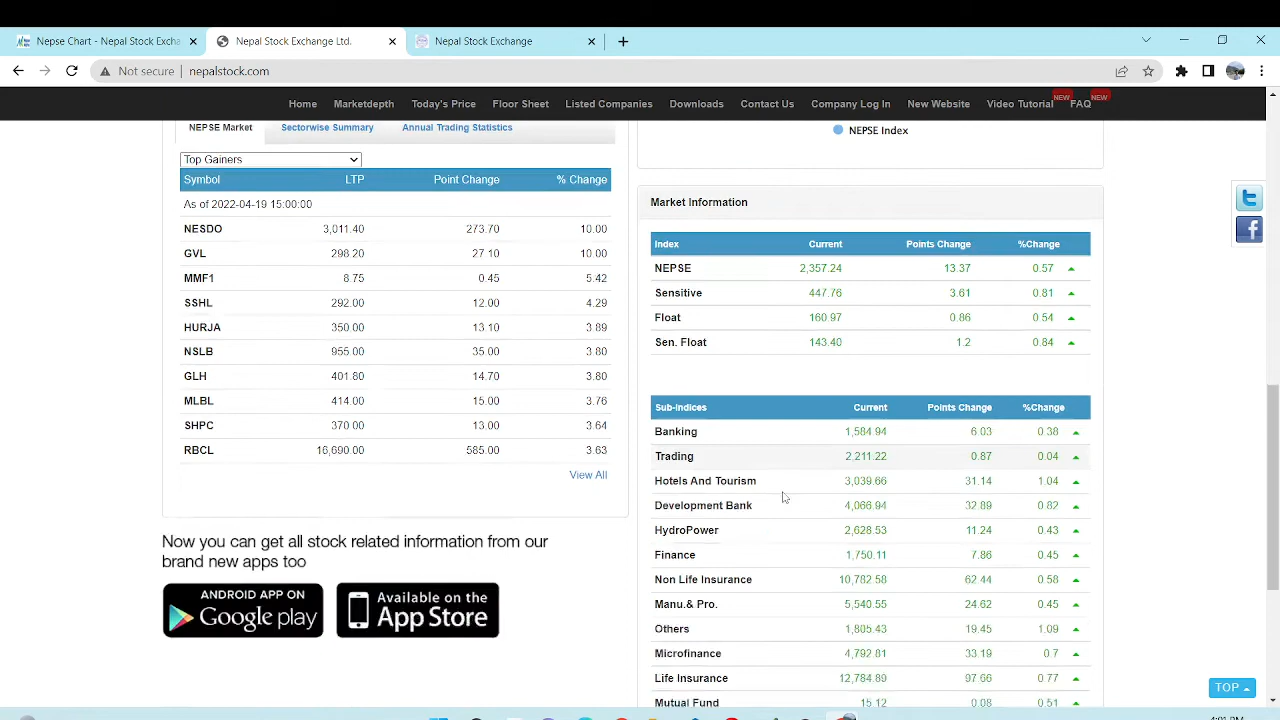 Nepse Chart - Nepal Stock Excha
Nepal Stock Exchange Ltd.
Nepal Stock Exchange
Not secure
nepalstock.com
Home Marketdepth Today's Price Floor Sheet Listed Companies Downloads Contact Us Company Log In New Website Video Tutorial NEW FAQ NEW
NEPSE Market Sectorwise Summary Annual Trading Statistics
Top Gainers
Symbol LTP Point Change % Change
As of 2022-04-19 15:00:00
NESDO 3,011.40 273.70 10.00
GVL 298.20 27.10 10.00
MMF1 8.75 0.45 5.42
SSHL 292.00 12.00 4.29
HURJA 350.00 13.10 3.89
NSLB 955.00 35.00 3.80
GLH 401.80 14.70 3.80
MLBL 414.00 15.00 3.76
SHPC 370.00 13.00 3.64
RBCL 16,690.00 585.00 3.63
View All
Now you can get all stock related information from our
brand new apps too
ANDROID APP ON
Google play
Available on the
App Store
NEPSE Index
Market Information
Index Current Points Change %Change
NEPSE 2,357.24 13.37 0.57
Sensitive 447.76 3.61 0.81
Float 160.97 0.86 0.54
Sen. Float 143.40 1.2 0.84
Sub-Indices Current Points Change %Change
Banking 1,584.94 6.03 0.38
Trading 2,211.22 0.87 0.04
Hotels And Tourism 3,039.66 31.14 1.04
Development Bank 4,066.94 32.89 0.82
HydroPower 2,628.53 11.24 0.43
Finance 1,750.11 7.86 0.45
Non Life Insurance 10,782.58 62.44 0.58
Manu.& Pro. 5,540.55 24.62 0.45
Others 1,805.43 19.45 1.09
Microfinance 4,792.81 33.19 0.7
Life Insurance 12,784.89 97.66 0.77
Mutual Fund 15.12 0.08 0.51
TOP